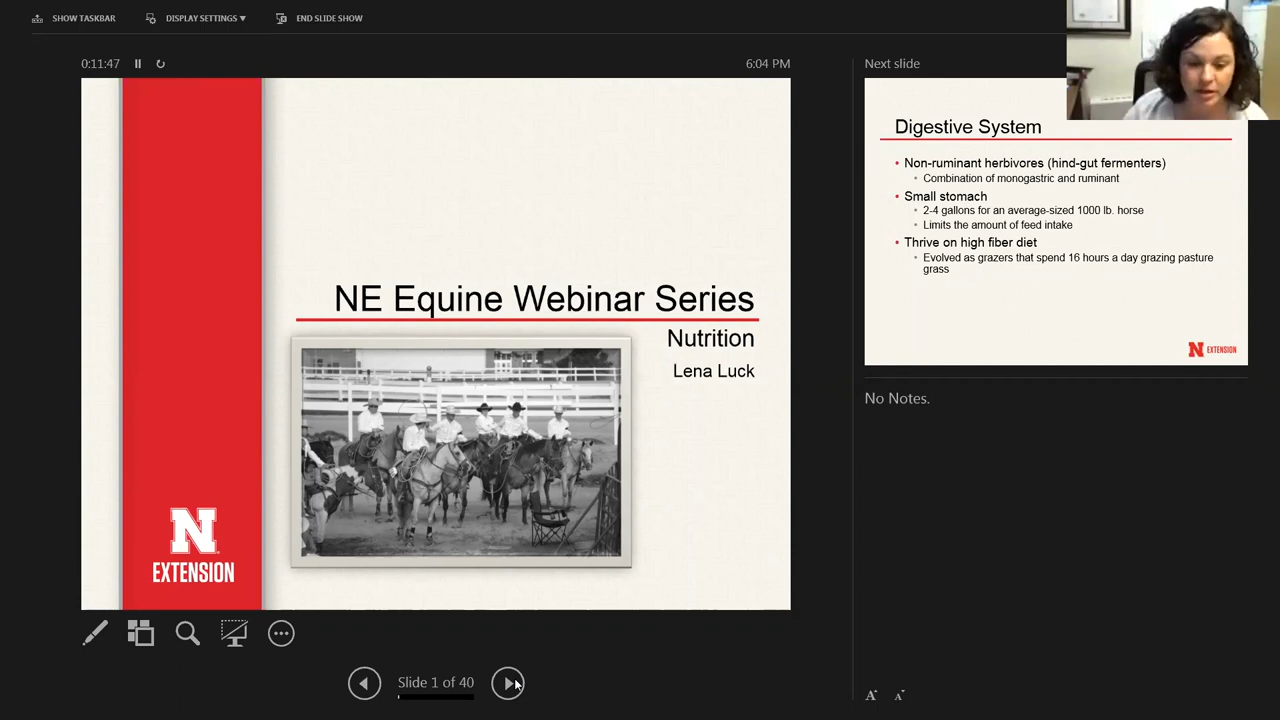 SHOW TASKBAR
DISPLAY SETTINGS ▾
END SLIDE SHOW
0:11:47
6:04 PM
NE Equine Webinar Series
Nutrition
Lena Luck
N
EXTENSION
Slide 1 of 40
Next slide
Digestive System
• Non-ruminant herbivores (hind-gut fermenters)
• Combination of monogastric and ruminant
• Small stomach
• 2-4 gallons for an average-sized 1000 lb. horse
• Limits the amount of feed intake
• Thrive on high fiber diet
• Evolved as grazers that spend 16 hours a day grazing pasture
grass
N EXTENSION
No Notes.
A A